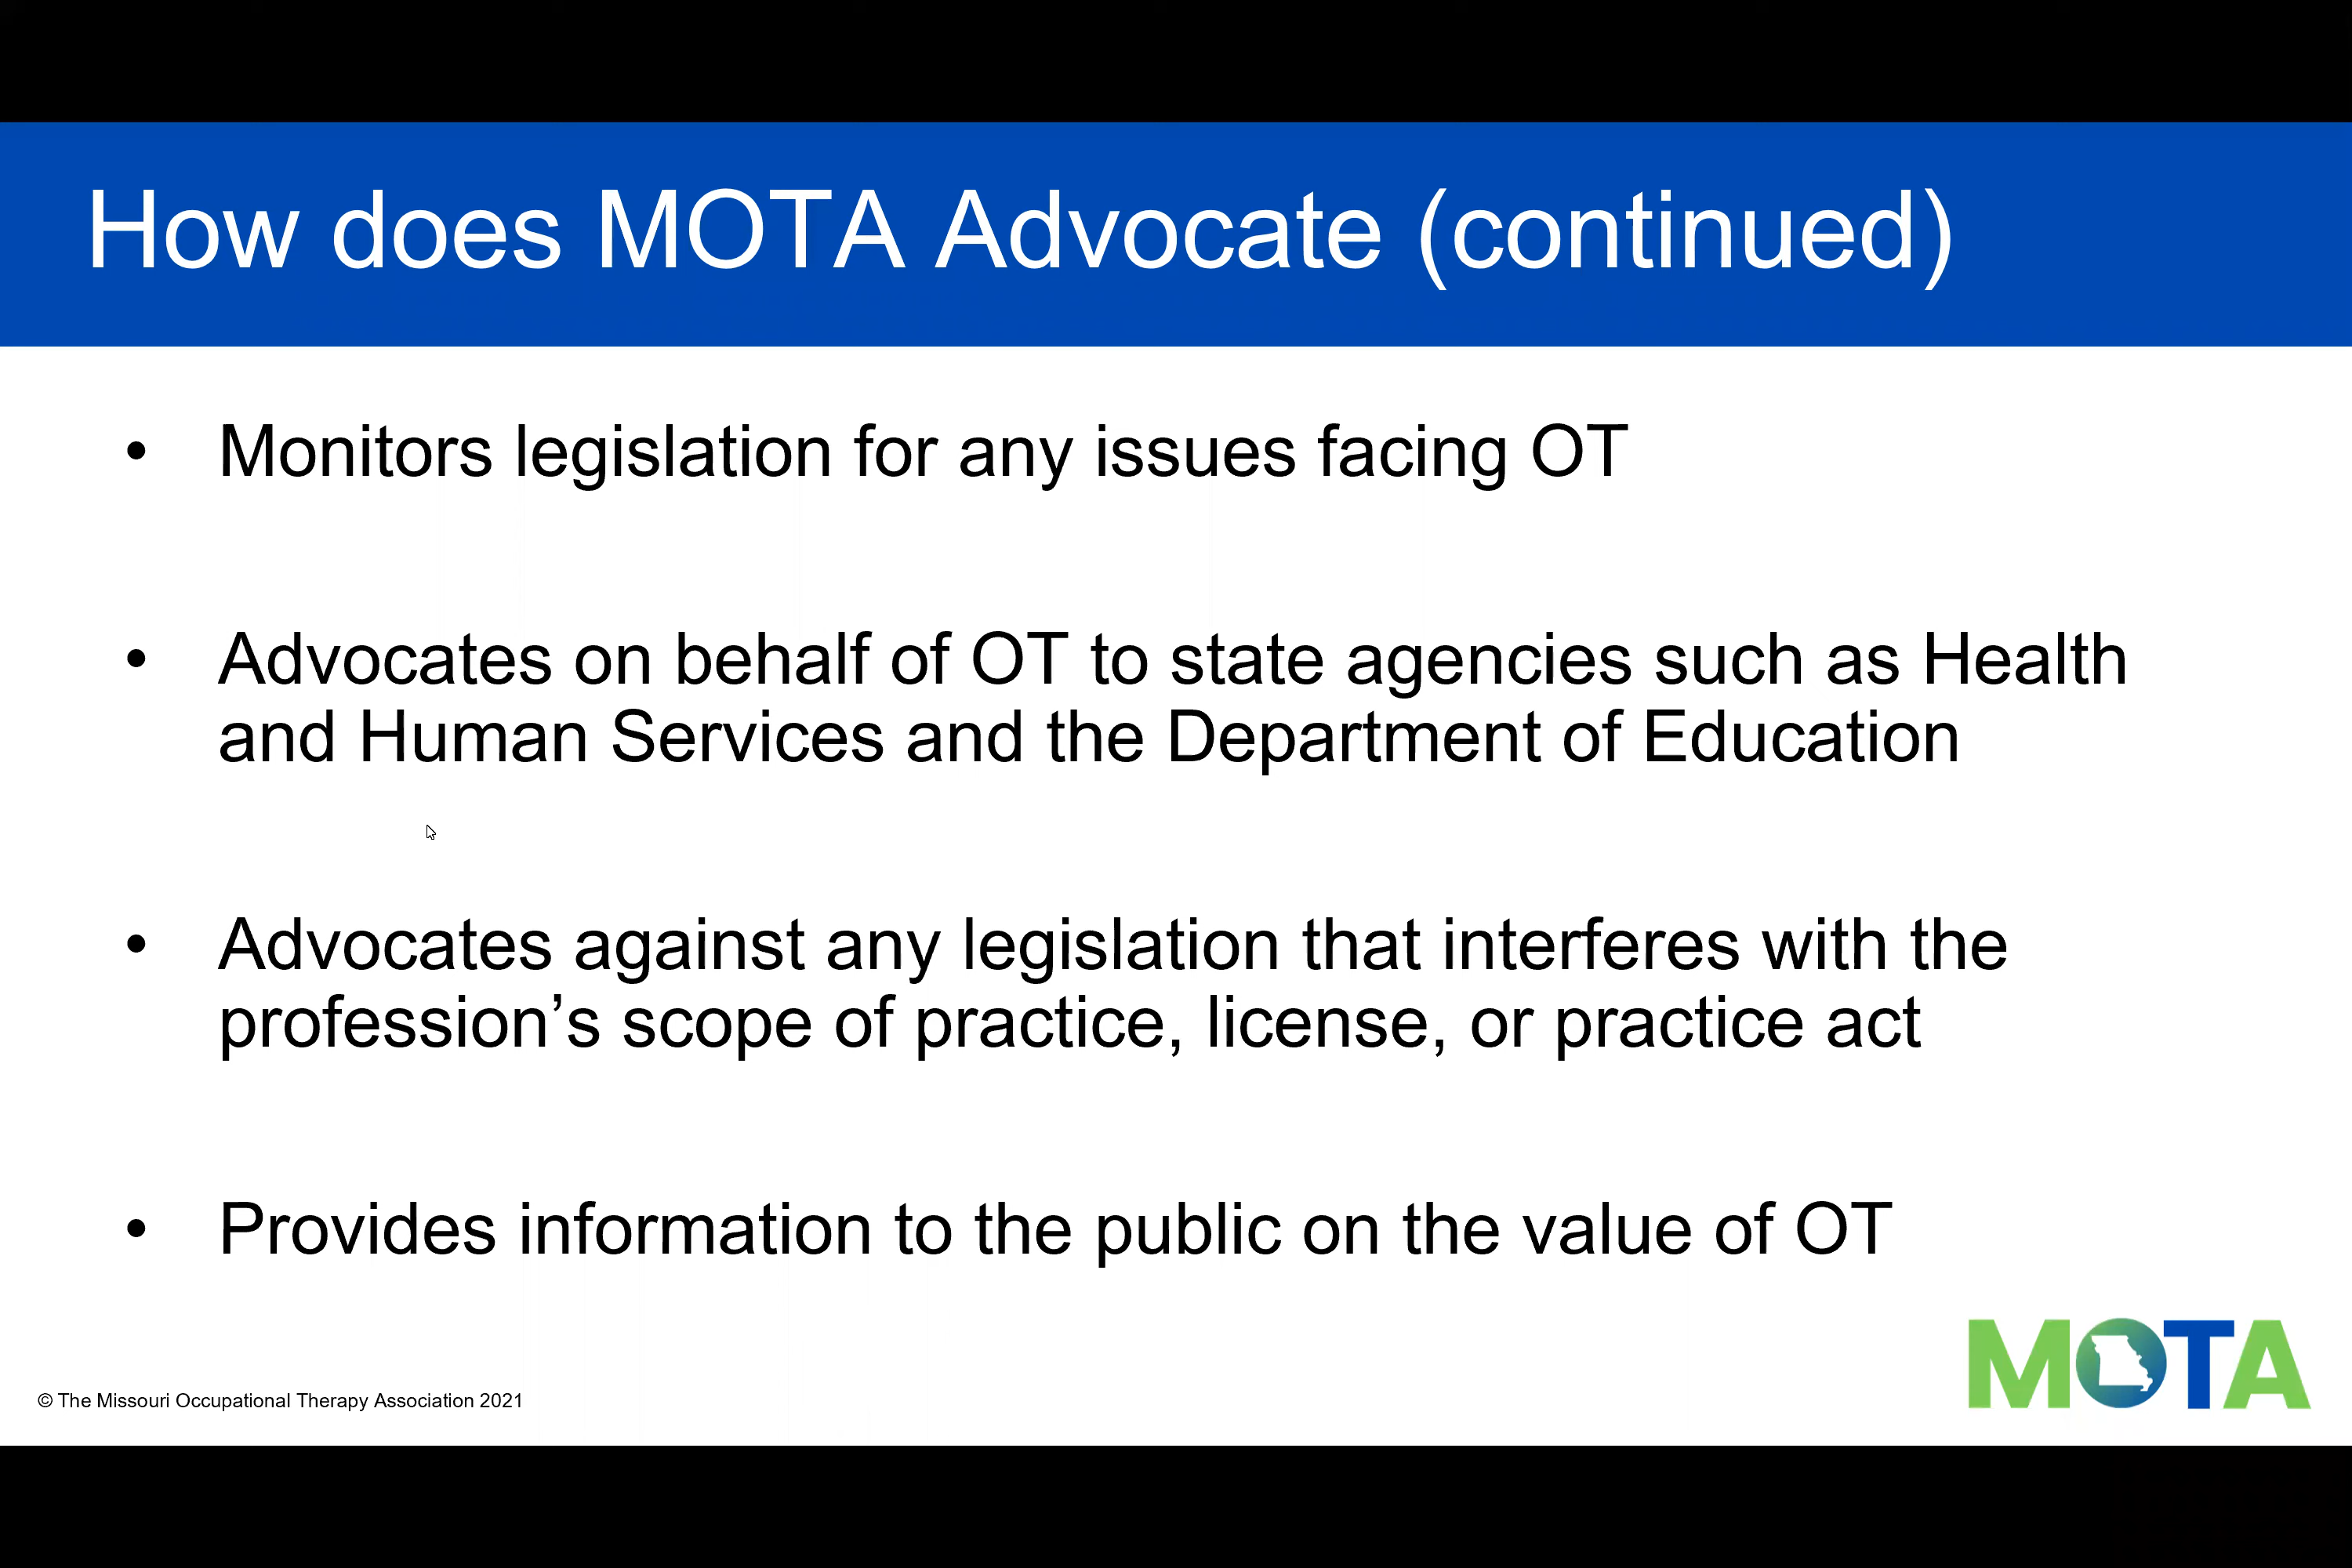 How does MOTA Advocate (continued)
• Monitors legislation for any issues facing OT
• Advocates on behalf of OT to state agencies such as Health
and Human Services and the Department of Education
• Advocates against any legislation that interferes with the
profession’s scope of practice, license, or practice act
• Provides information to the public on the value of OT
MOTA
© The Missouri Occupational Therapy Association 2021